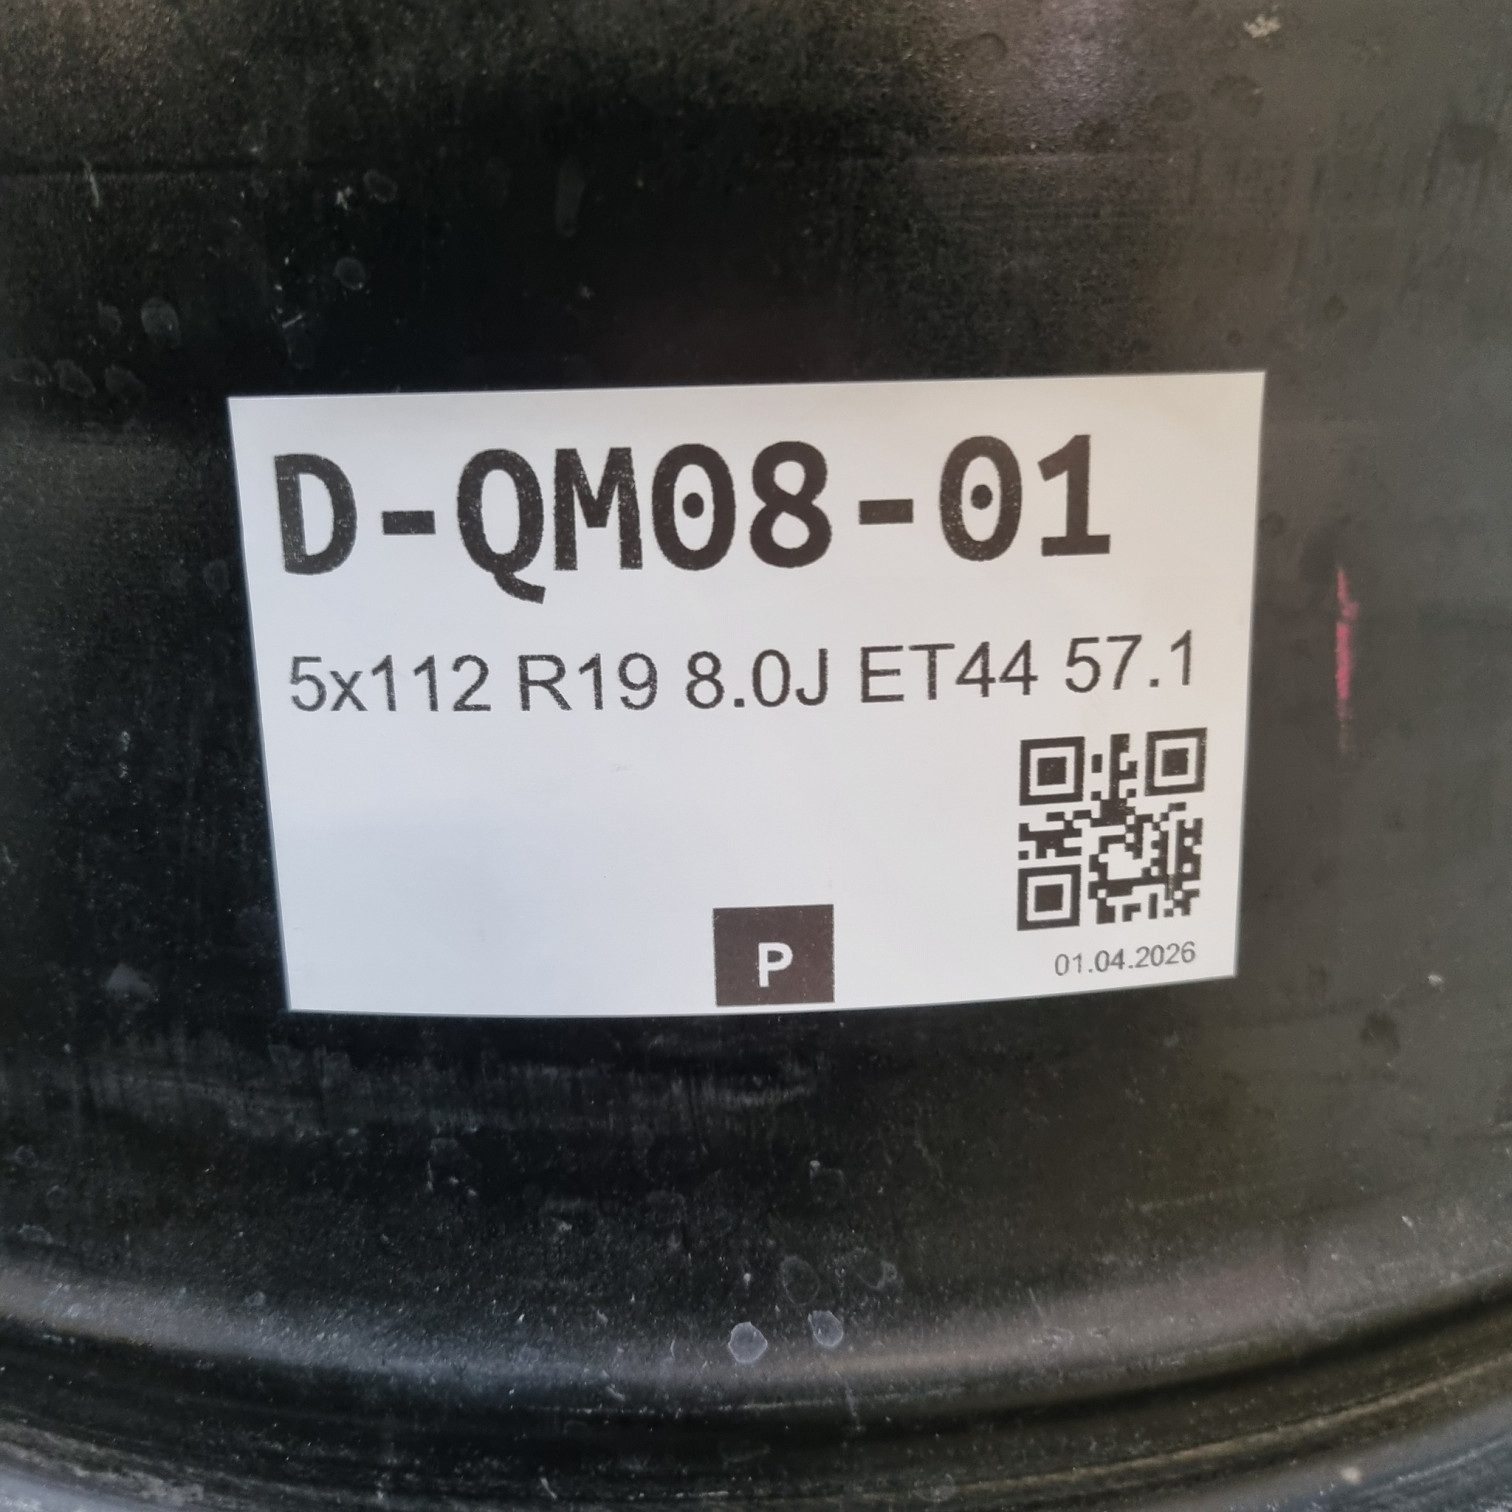 D-QM08-01
5x112 R19 8.0J ET44 57.1
P
01.04.2026